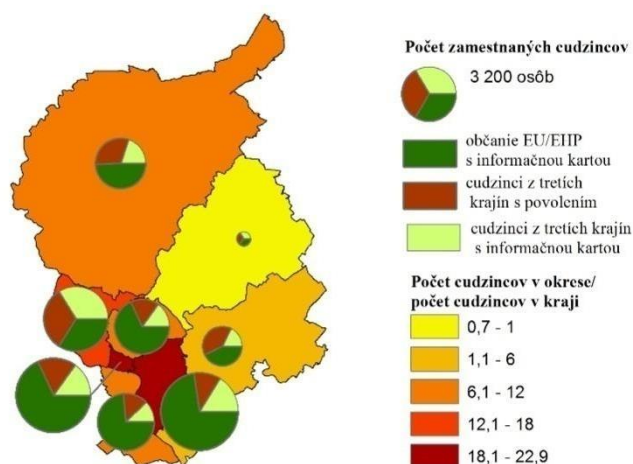 Počet zamestnaných cudzincov
3 200 osôb
občanie EU/EHP
s informačnou kartou
cudzinci z tretích
krajín s povolením
cudzinci z tretích krajín
s informačnou kartou
Počet cudzincov v okrese/
počet cudzincov v kraji
0,7 - 1
1,1 - 6
6,1 - 12
12,1 - 18
18,1 - 22,9